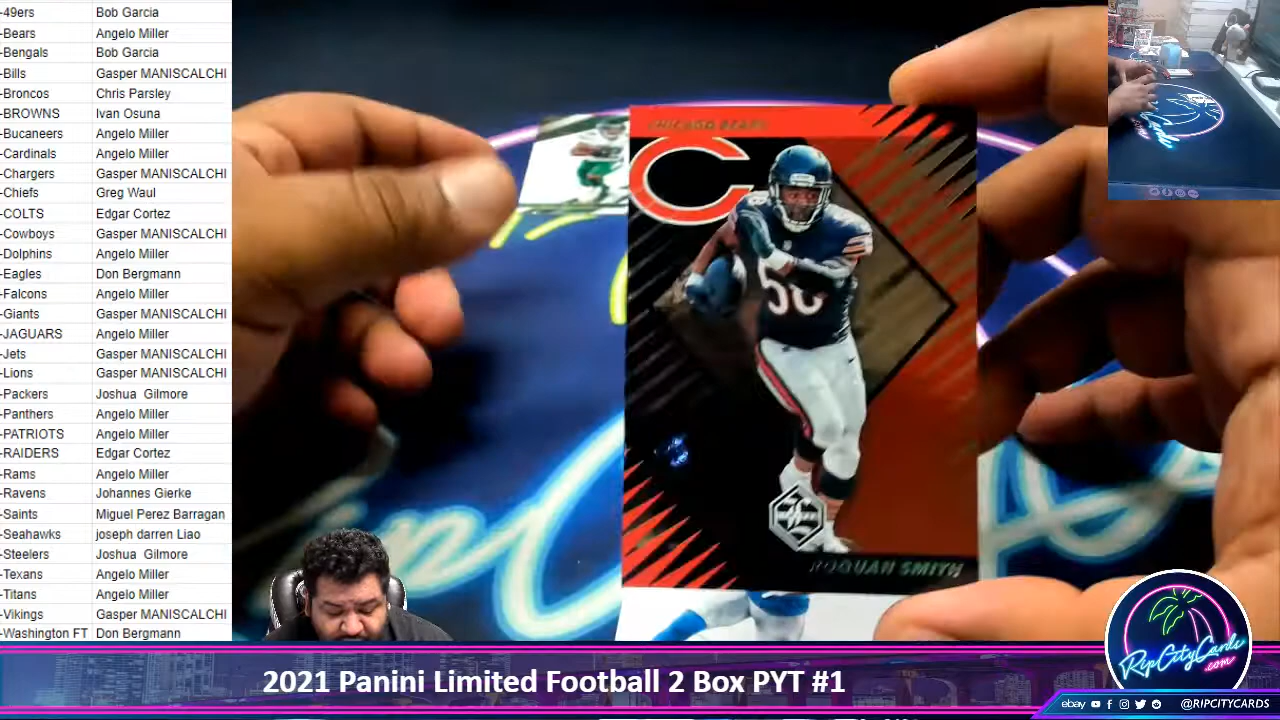 -49ers Bob Garcia
-Bears Angelo Miller
-Bengals Bob Garcia
-Bills Gasper MANISCALCHI
-Broncos Chris Parsley
-BROWNS Ivan Osuna
-Bucaneers Angelo Miller
-Cardinals Angelo Miller
-Chargers Gasper MANISCALCHI
-Chiefs Greg Waul
-COLTS Edgar Cortez
-Cowboys Gasper MANISCALCHI
-Dolphins Angelo Miller
-Eagles Don Bergmann
-Falcons Angelo Miller
-Giants Gasper MANISCALCHI
-JAGUARS Angelo Miller
-Jets Gasper MANISCALCHI
-Lions Gasper MANISCALCHI
-Packers Joshua Gilmore
-Panthers Angelo Miller
-PATRIOTS Angelo Miller
-RAIDERS Edgar Cortez
-Rams Angelo Miller
-Ravens Johannes Gierke
-Saints Miguel Perez Barragan
-Seahawks joseph darren Liao
-Steelers Joshua Gilmore
-Texans Angelo Miller
-Titans Angelo Miller
-Vikings Gasper MANISCALCHI
-Washington FT Don Bergmann
CHICAGO BEARS
58
ROQUAN SMITH
RipCityCards
.com
2021 Panini Limited Football 2 Box PYT #1
ebay @RIPCITYCARDS